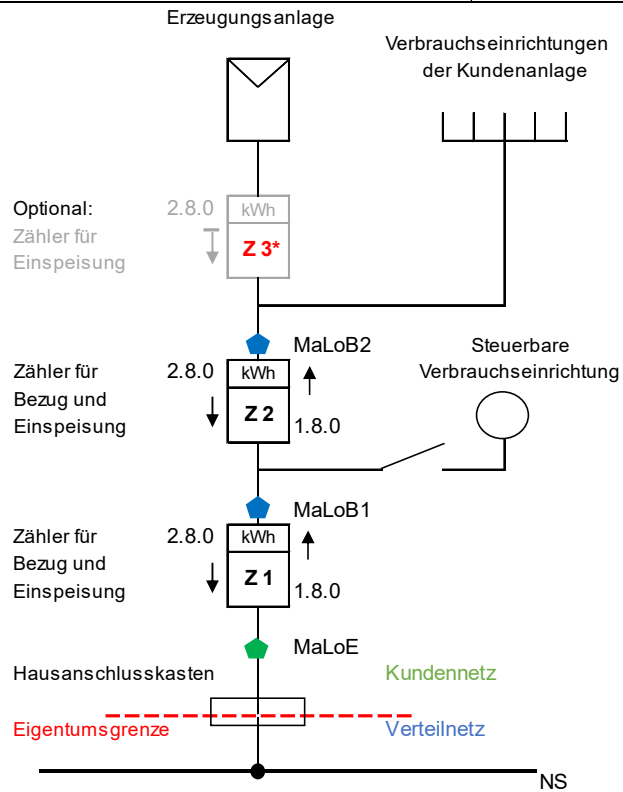 Erzeugungsanlage
Verbrauchseinrichtungen
der Kundenanlage
Optional:
Zähler für
Einspeisung
2.8.0
kWh
Z 3*
MaLoB2
Steuerbare
Verbrauchseinrichtung
Zähler für
Bezug und
Einspeisung
2.8.0
kWh
Z 2
1.8.0
MaLoB1
Zähler für
Bezug und
Einspeisung
2.8.0
kWh
Z 1
1.8.0
MaLoE
Hausanschlusskasten
Kundennetz
Eigentumsgrenze
Verteilnetz
NS